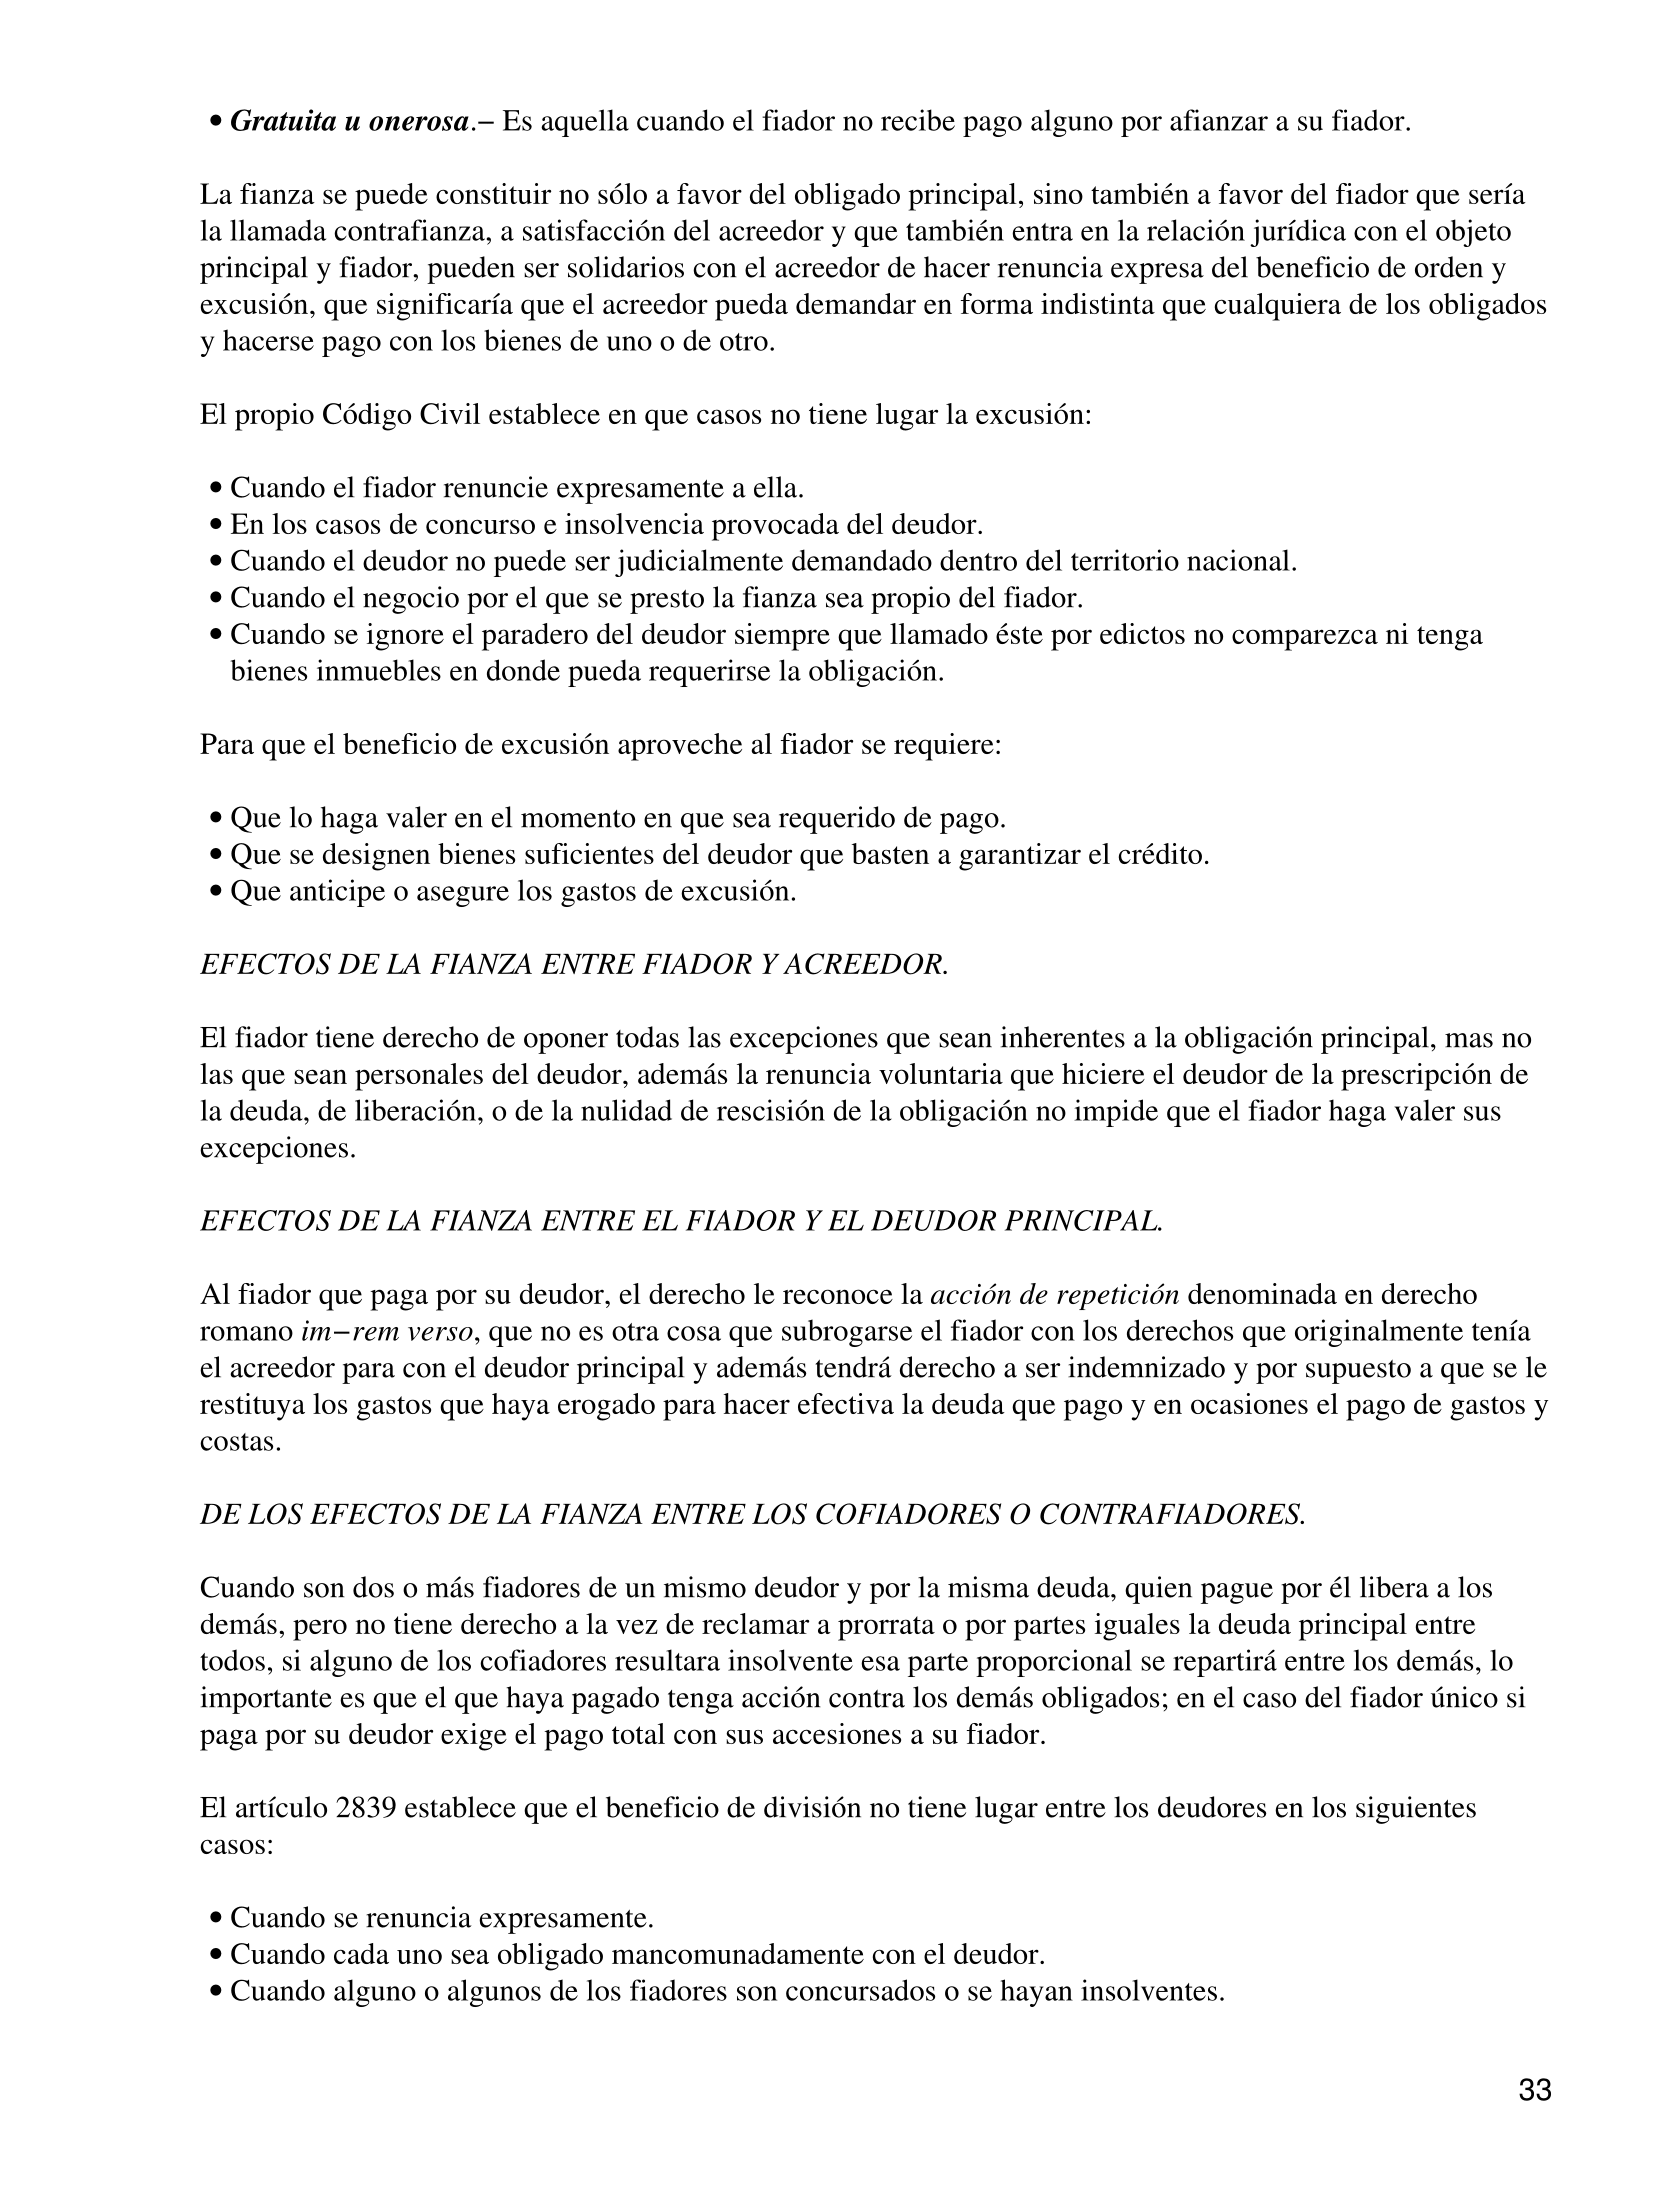 • Gratuita u onerosa.− Es aquella cuando el fiador no recibe pago alguno por afianzar a su fiador.
La fianza se puede constituir no sólo a favor del obligado principal, sino también a favor del fiador que sería
la llamada contrafianza, a satisfacción del acreedor y que también entra en la relación jurídica con el objeto
principal y fiador, pueden ser solidarios con el acreedor de hacer renuncia expresa del beneficio de orden y
excusión, que significaría que el acreedor pueda demandar en forma indistinta que cualquiera de los obligados
y hacerse pago con los bienes de uno o de otro.
El propio Código Civil establece en que casos no tiene lugar la excusión:
• Cuando el fiador renuncie expresamente a ella.
• En los casos de concurso e insolvencia provocada del deudor.
• Cuando el deudor no puede ser judicialmente demandado dentro del territorio nacional.
• Cuando el negocio por el que se presto la fianza sea propio del fiador.
• Cuando se ignore el paradero del deudor siempre que llamado éste por edictos no comparezca ni tenga
bienes inmuebles en donde pueda requerirse la obligación.
Para que el beneficio de excusión aproveche al fiador se requiere:
• Que lo haga valer en el momento en que sea requerido de pago.
• Que se designen bienes suficientes del deudor que basten a garantizar el crédito.
• Que anticipe o asegure los gastos de excusión.
EFECTOS DE LA FIANZA ENTRE FIADOR Y ACREEDOR.
El fiador tiene derecho de oponer todas las excepciones que sean inherentes a la obligación principal, mas no
las que sean personales del deudor, además la renuncia voluntaria que hiciere el deudor de la prescripción de
la deuda, de liberación, o de la nulidad de rescisión de la obligación no impide que el fiador haga valer sus
excepciones.
EFECTOS DE LA FIANZA ENTRE EL FIADOR Y EL DEUDOR PRINCIPAL.
Al fiador que paga por su deudor, el derecho le reconoce la acción de repetición denominada en derecho
romano im−rem verso, que no es otra cosa que subrogarse el fiador con los derechos que originalmente tenía
el acreedor para con el deudor principal y además tendrá derecho a ser indemnizado y por supuesto a que se le
restituya los gastos que haya erogado para hacer efectiva la deuda que pago y en ocasiones el pago de gastos y
costas.
DE LOS EFECTOS DE LA FIANZA ENTRE LOS COFIADORES O CONTRAFIADORES.
Cuando son dos o más fiadores de un mismo deudor y por la misma deuda, quien pague por él libera a los
demás, pero no tiene derecho a la vez de reclamar a prorrata o por partes iguales la deuda principal entre
todos, si alguno de los cofiadores resultara insolvente esa parte proporcional se repartirá entre los demás, lo
importante es que el que haya pagado tenga acción contra los demás obligados; en el caso del fiador único si
paga por su deudor exige el pago total con sus accesiones a su fiador.
El artículo 2839 establece que el beneficio de división no tiene lugar entre los deudores en los siguientes
casos:
• Cuando se renuncia expresamente.
• Cuando cada uno sea obligado mancomunadamente con el deudor.
• Cuando alguno o algunos de los fiadores son concursados o se hayan insolventes.
33